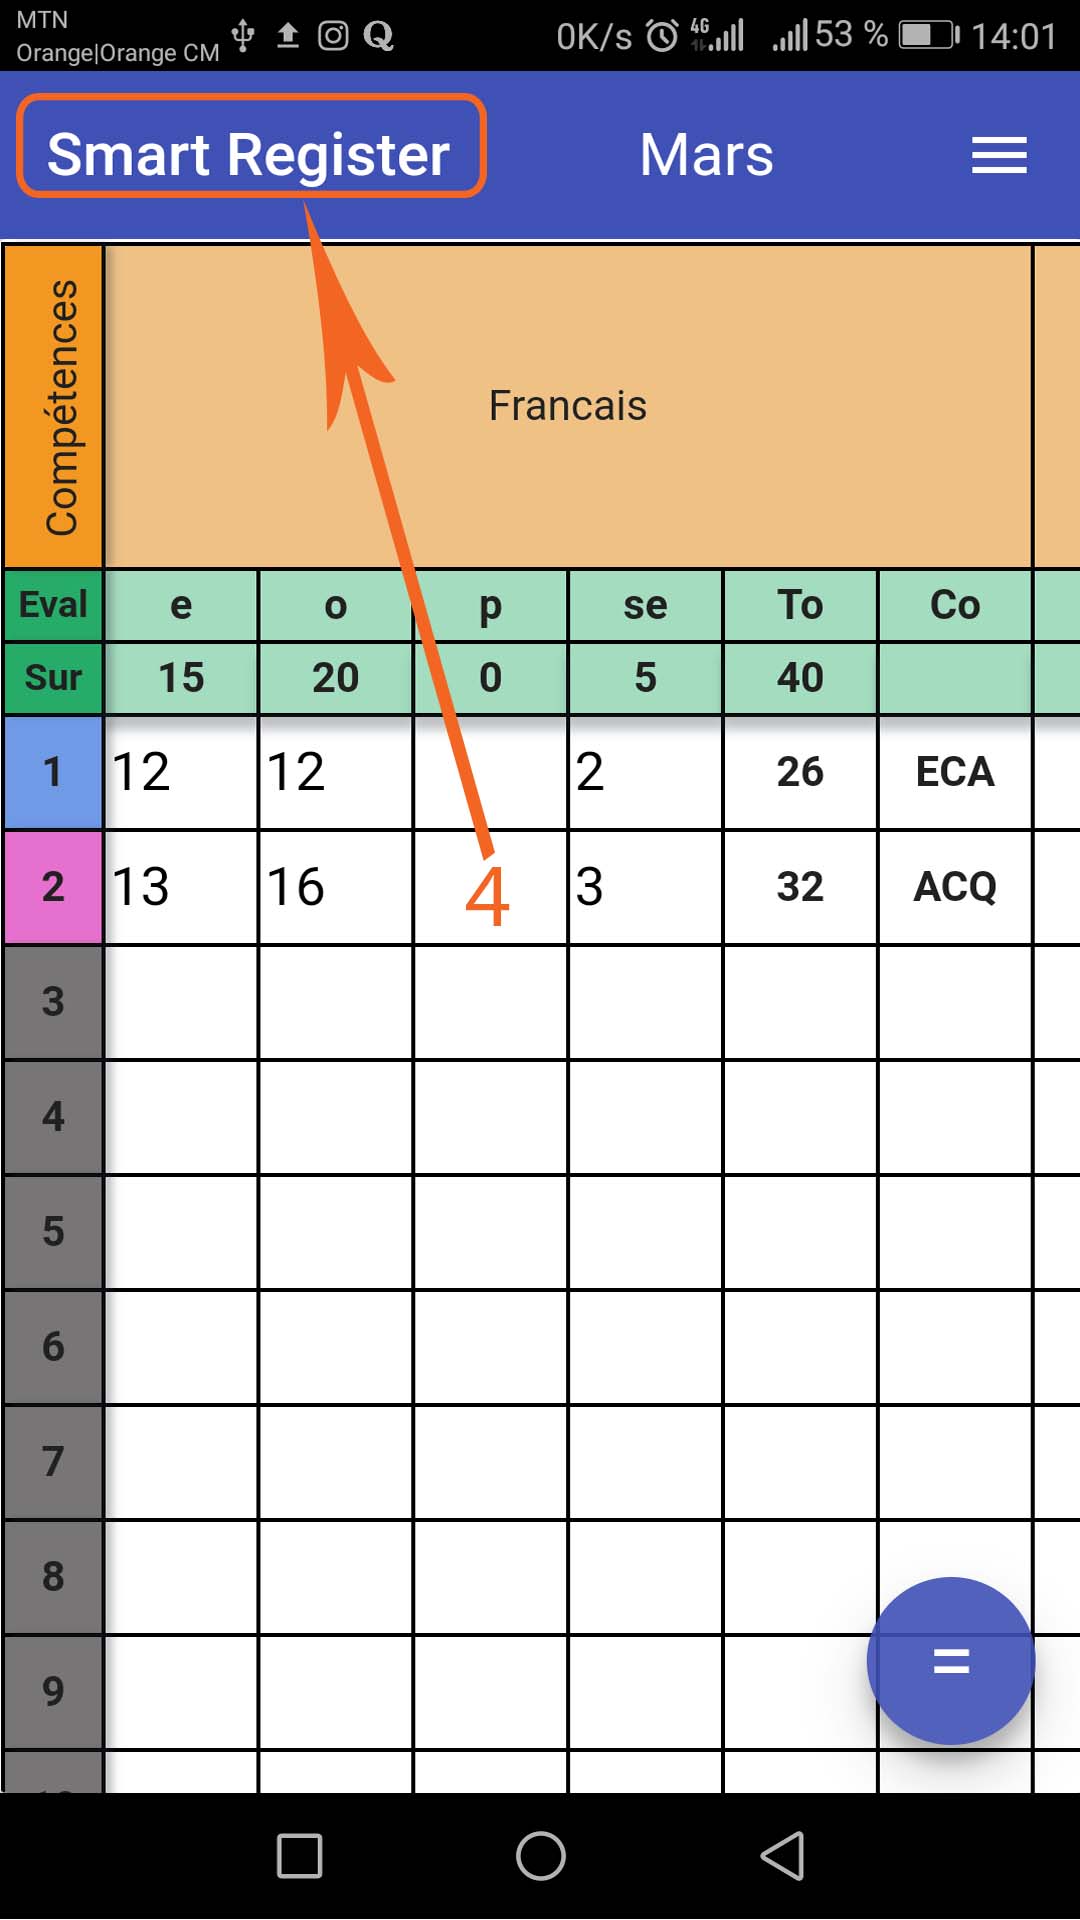 MTN
Orange|Orange CM
0K/s 4G 53 % 14:01
Smart Register Mars
Compétences Francais
Eval e o p se To Co
Sur 15 20 0 5 40
1 12 12 2 26 ECA
2 13 16 4 3 32 ACQ
3
4
5
6
7
8
9
=